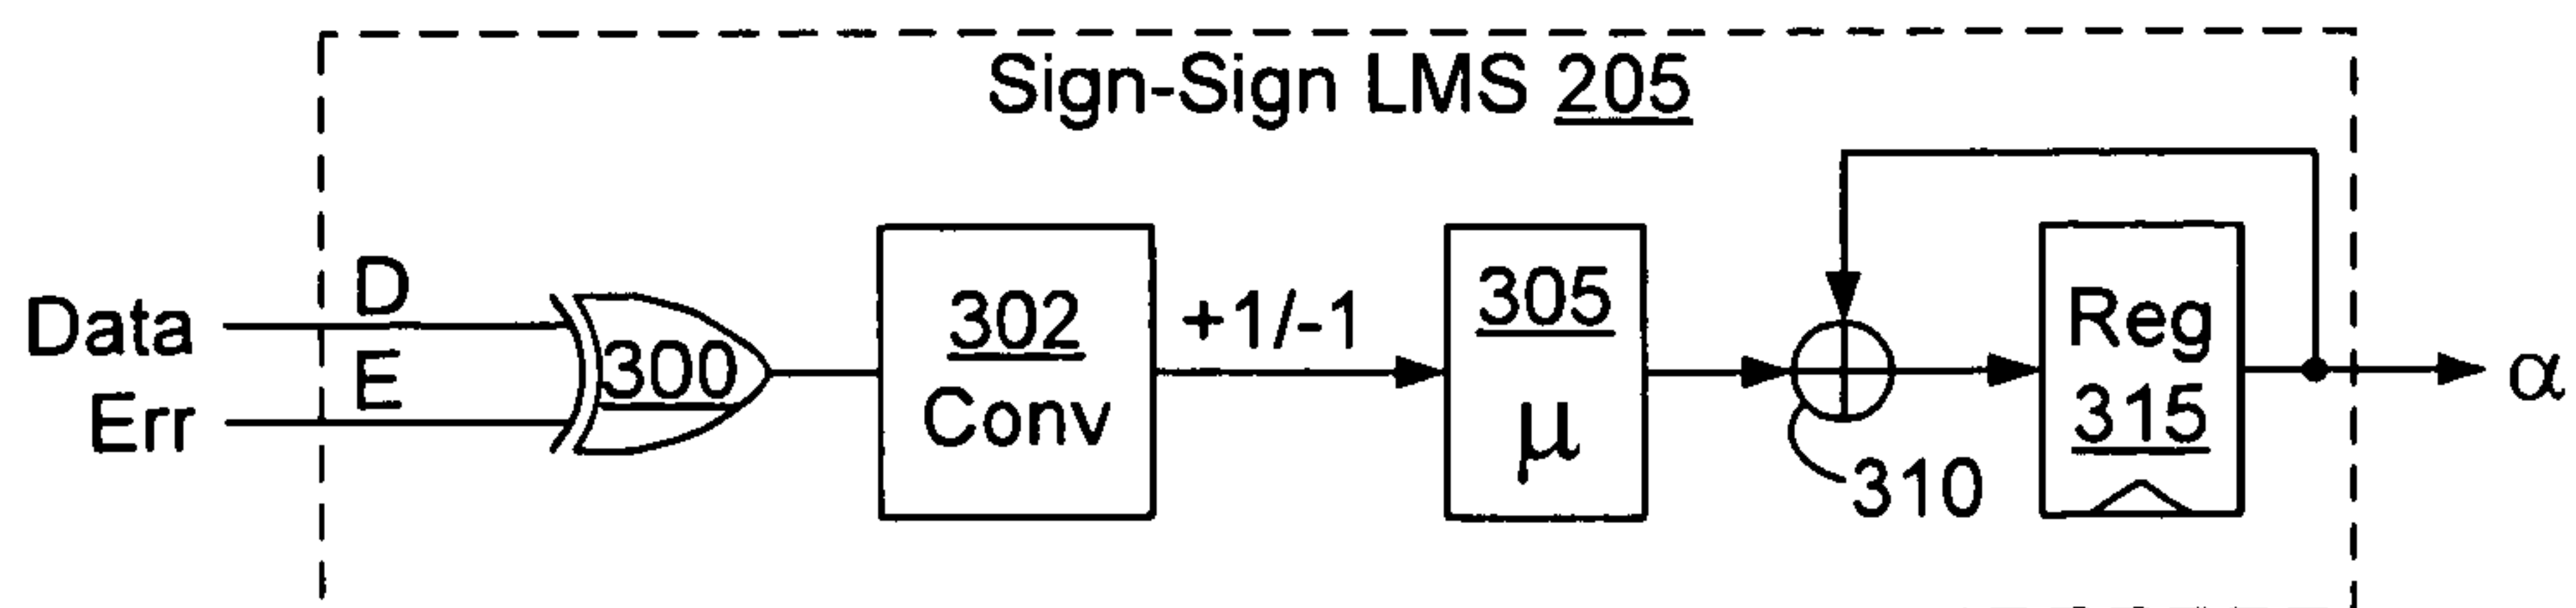 Sign-Sign LMS 205
D
Data
E
Err
300
302
Conv
+1/-1
305
μ
310
Reg
315
α